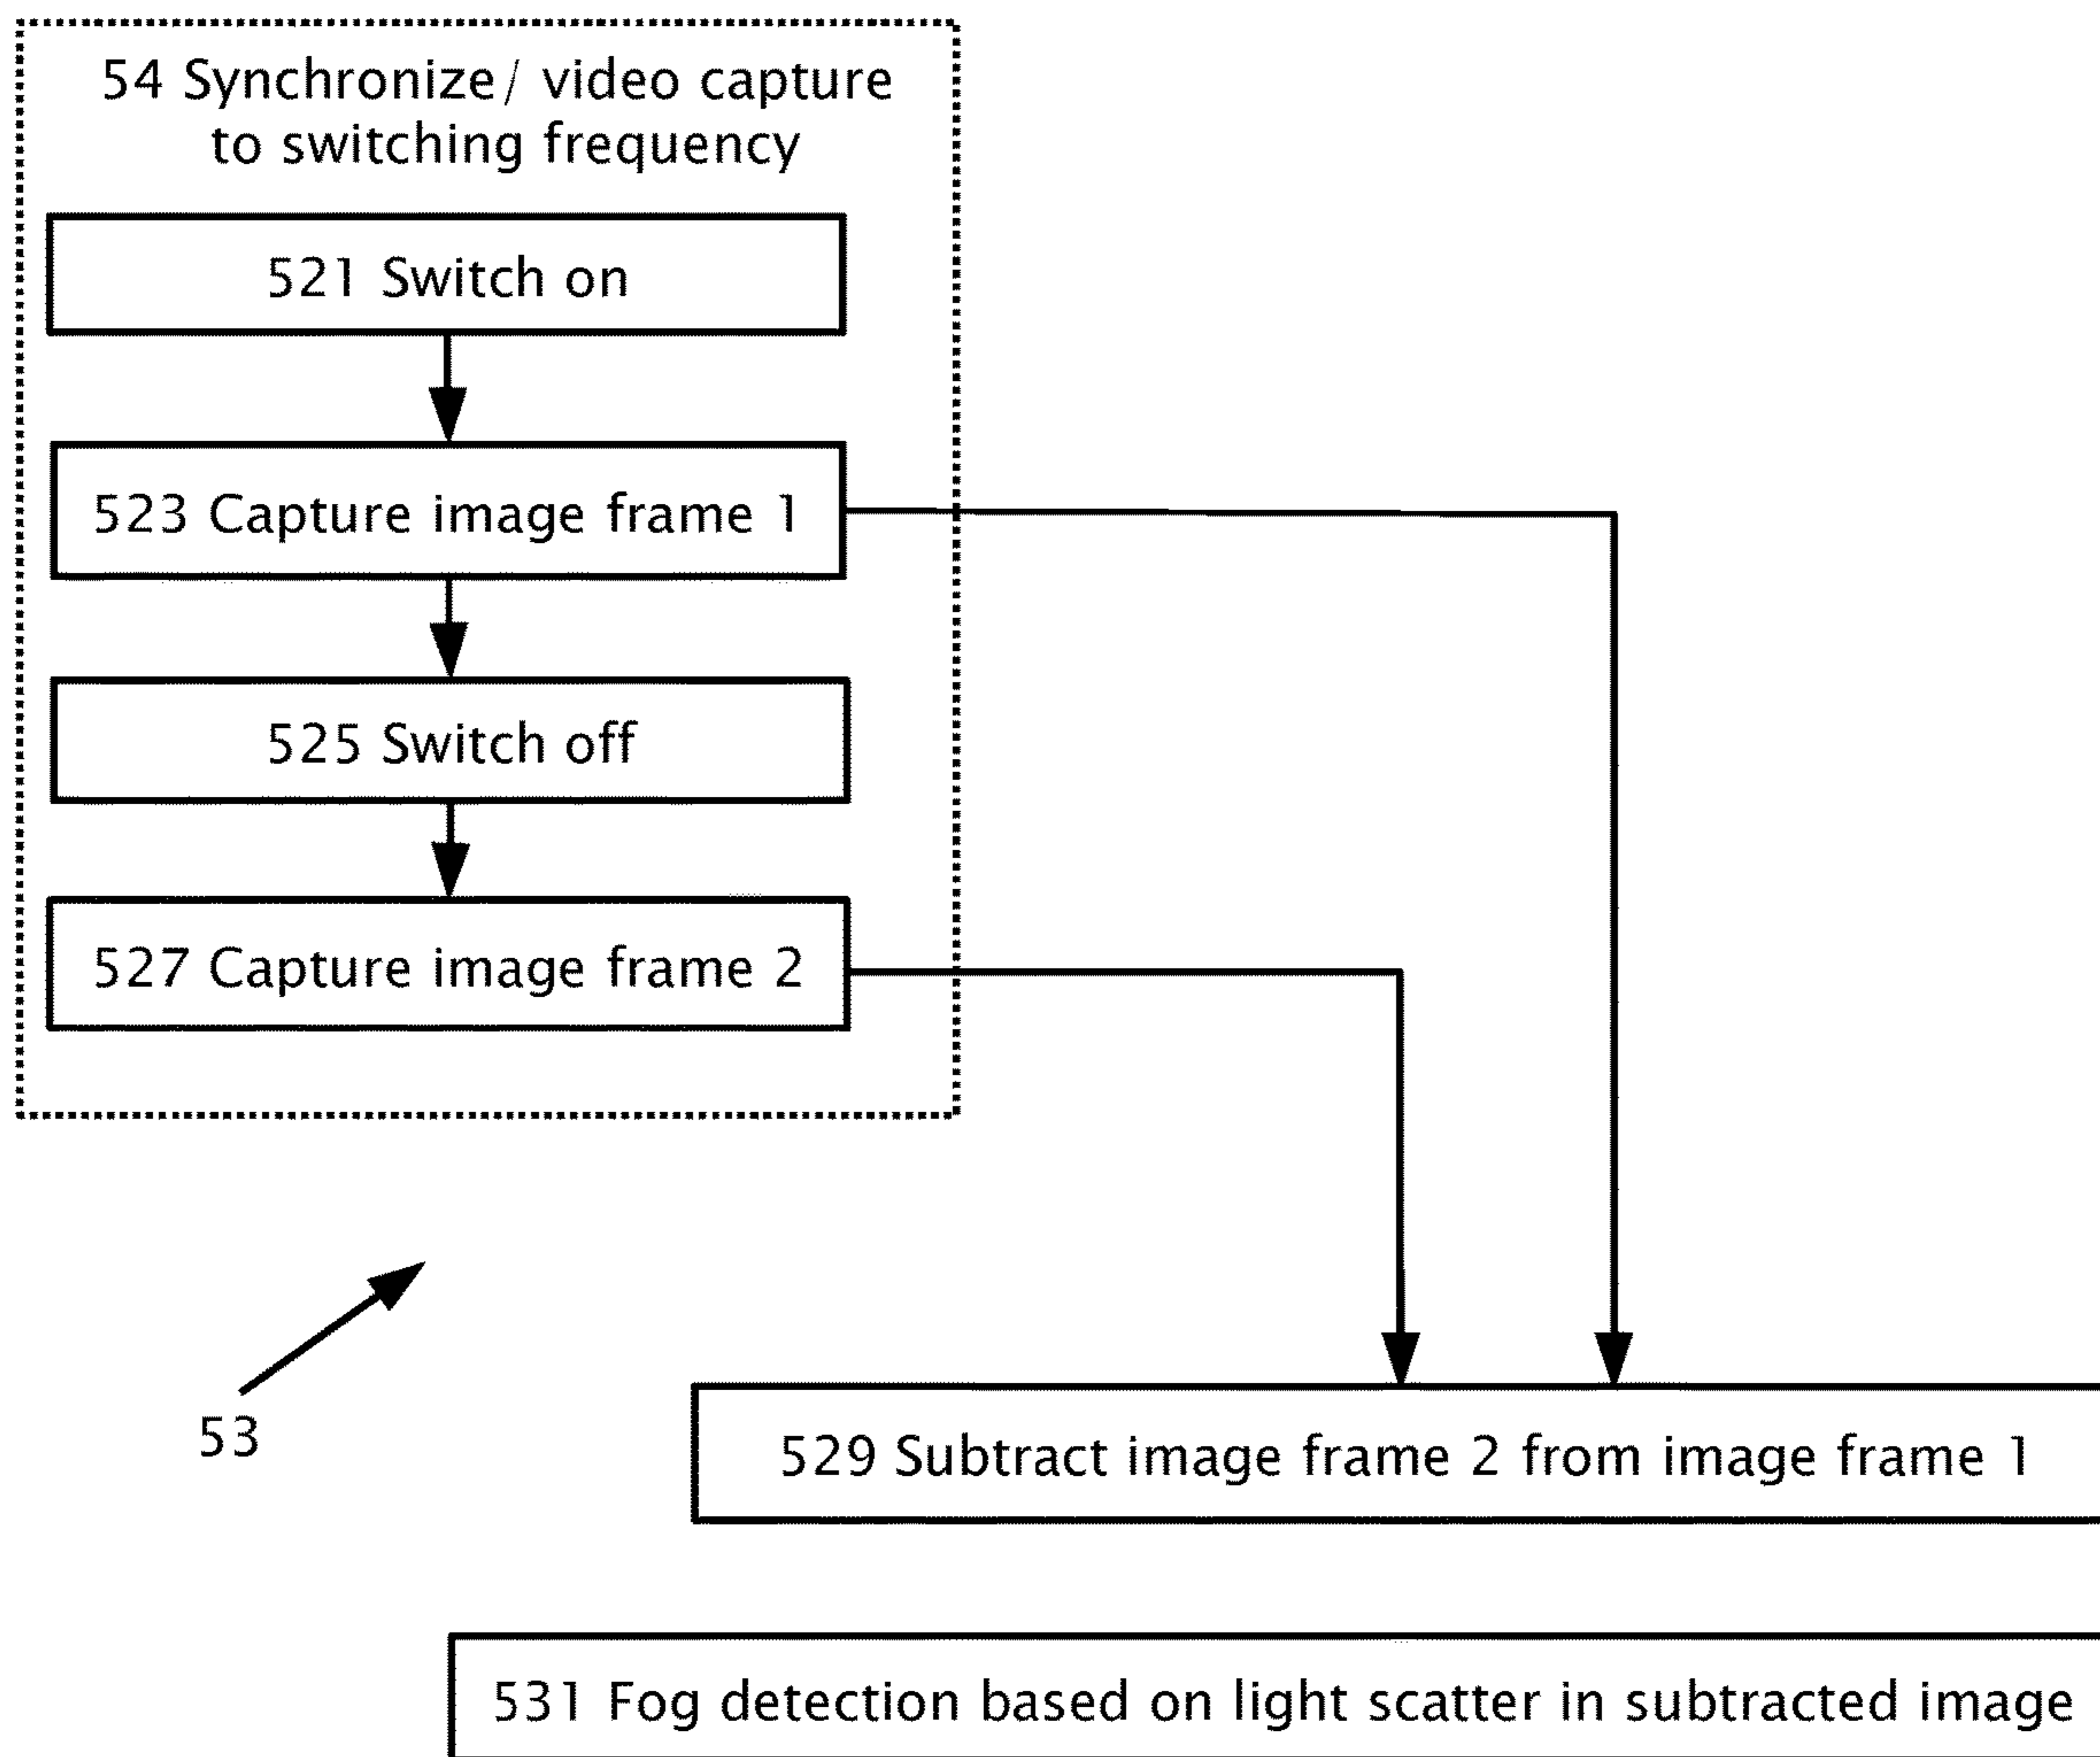 54 Synchronize/ video capture
to switching frequency
521 Switch on
523 Capture image frame 1
525 Switch off
527 Capture image frame 2
53
529 Subtract image frame 2 from image frame 1
531 Fog detection based on light scatter in subtracted image